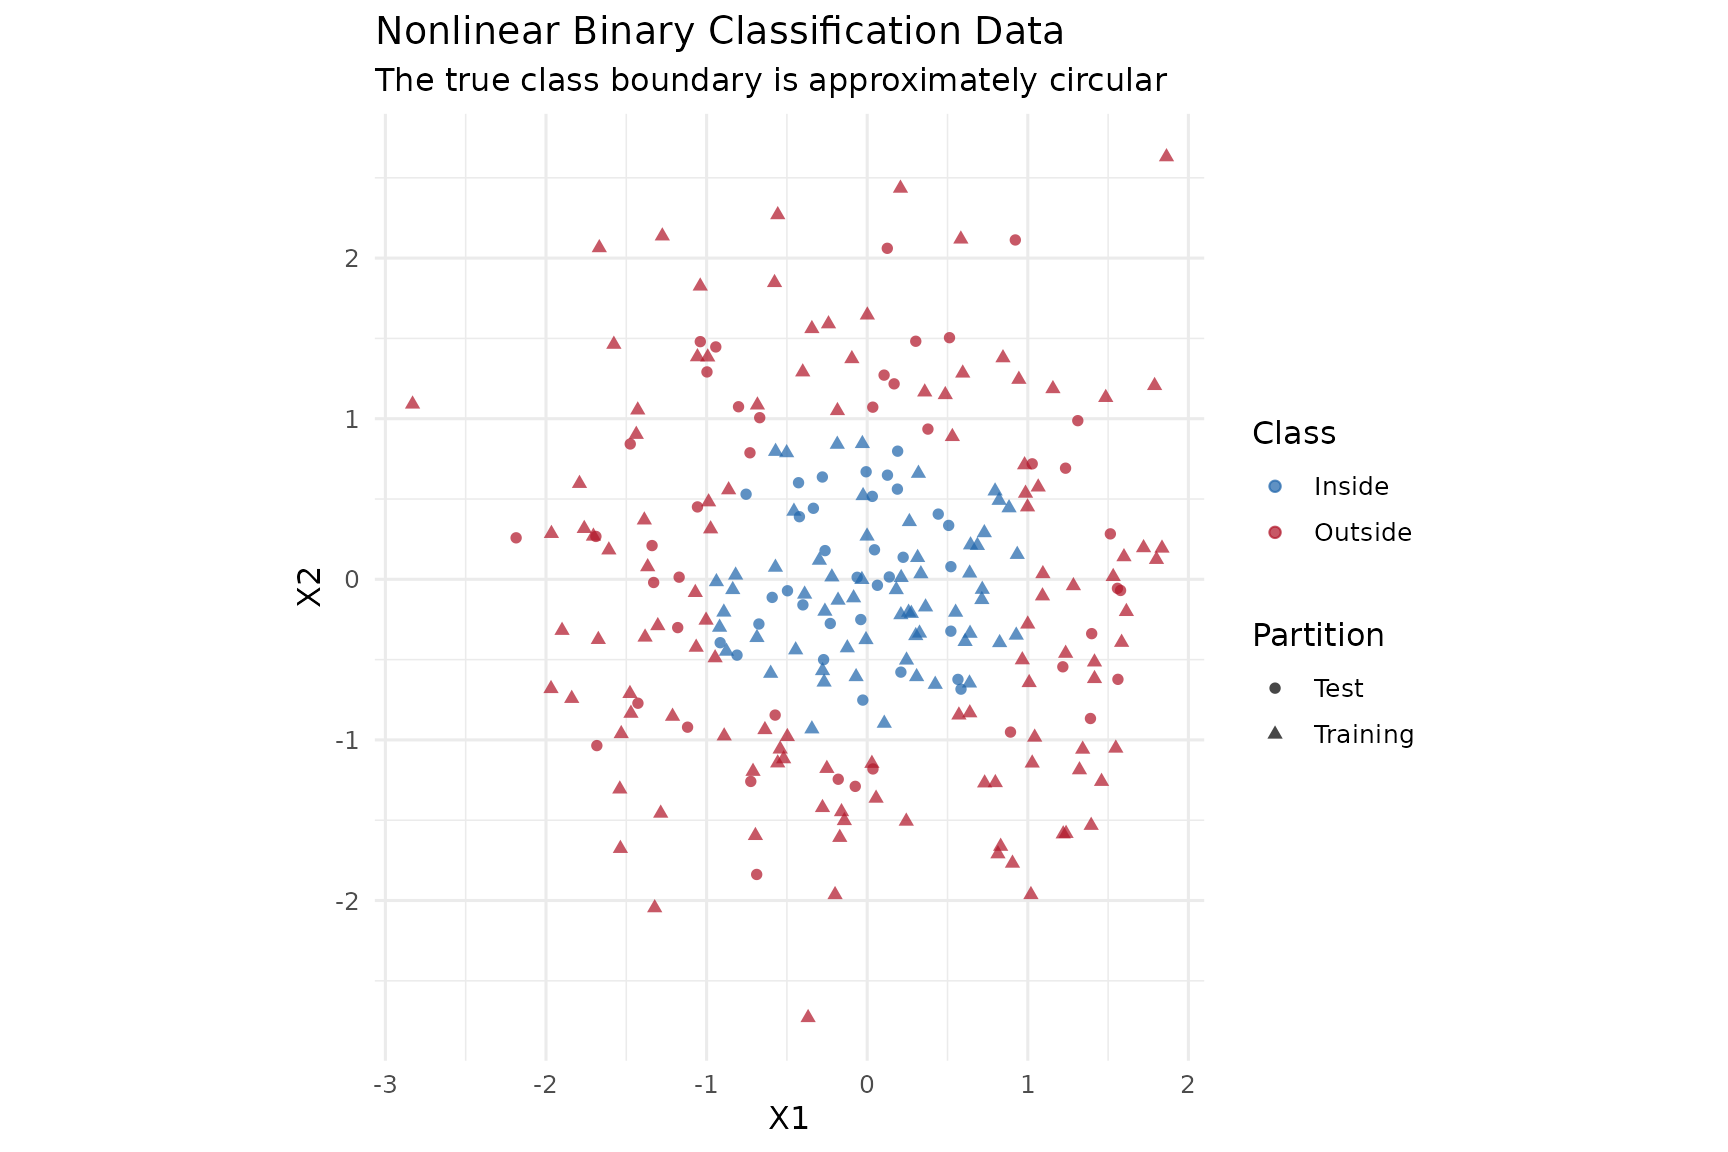 Nonlinear Binary Classification Data
The true class boundary is approximately circular
X2
2
1
0
-1
-2
-3
-2
-1
0
1
2
X1
Class
Inside
Outside
Partition
Test
Training